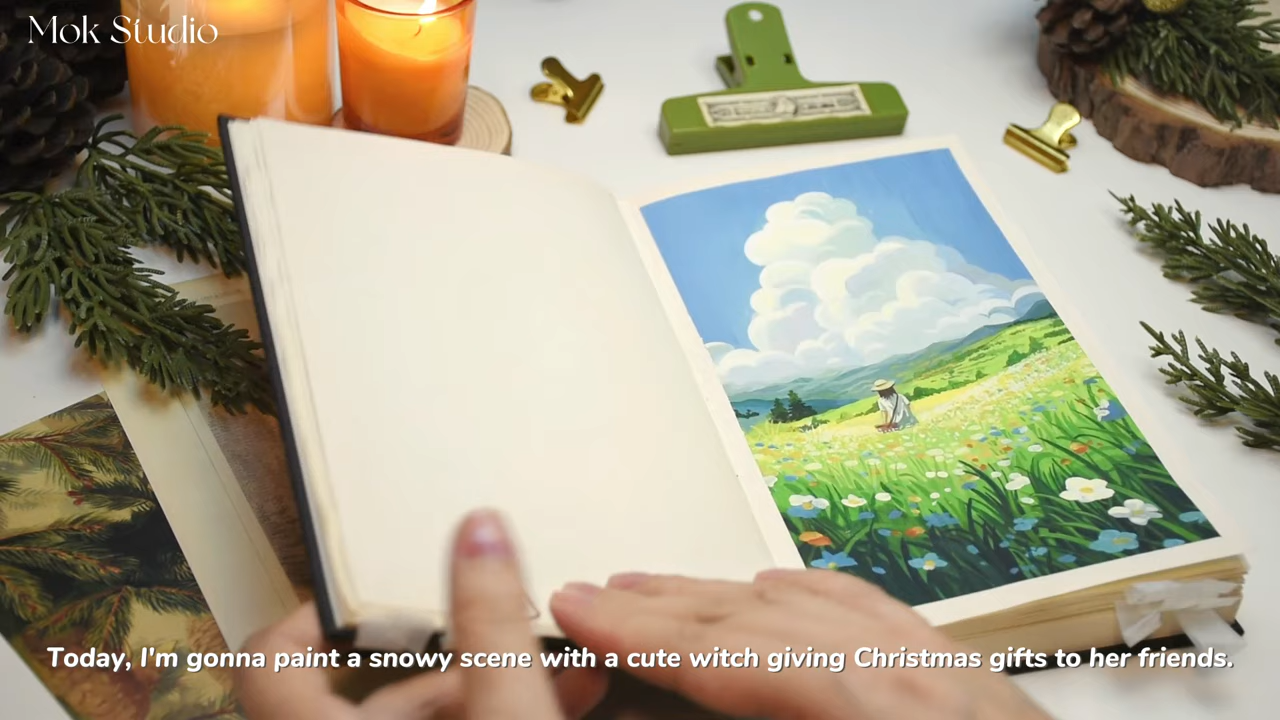 Mok Studio
Today, I'm gonna paint a snowy scene with a cute witch giving Christmas gifts to her friends.